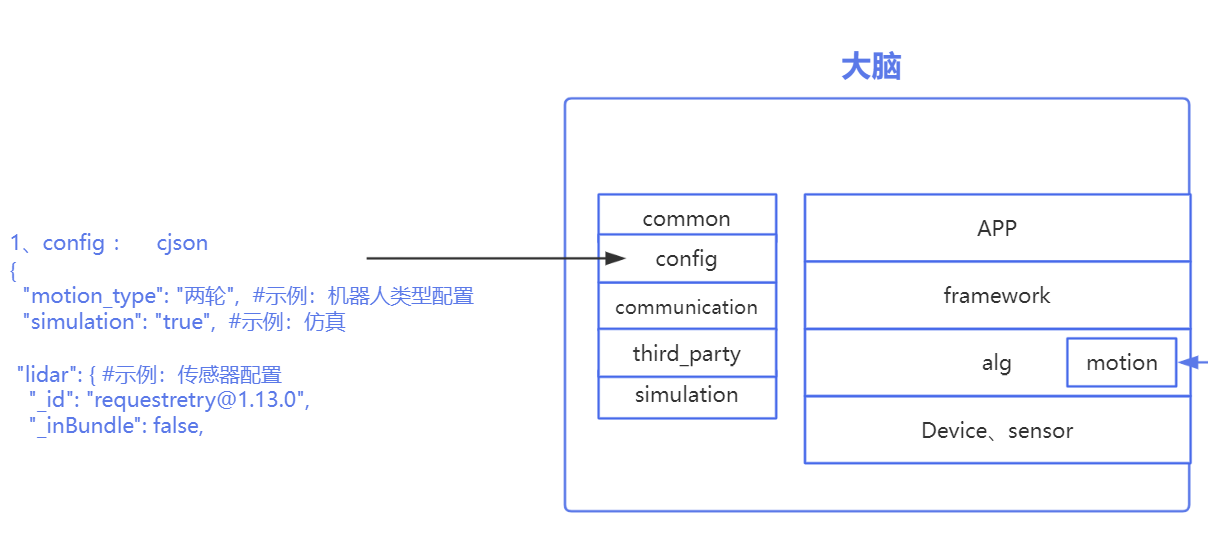 大脑
1、config： cjson
{
"motion_type": "两轮", #示例：机器人类型配置
"simulation": "true", #示例：仿真
"lidar": { #示例：传感器配置
"_id": "requestretry@1.13.0",
"_inBundle": false,
common
config
communication
third_party
simulation
APP
framework
alg
motion
Device、sensor